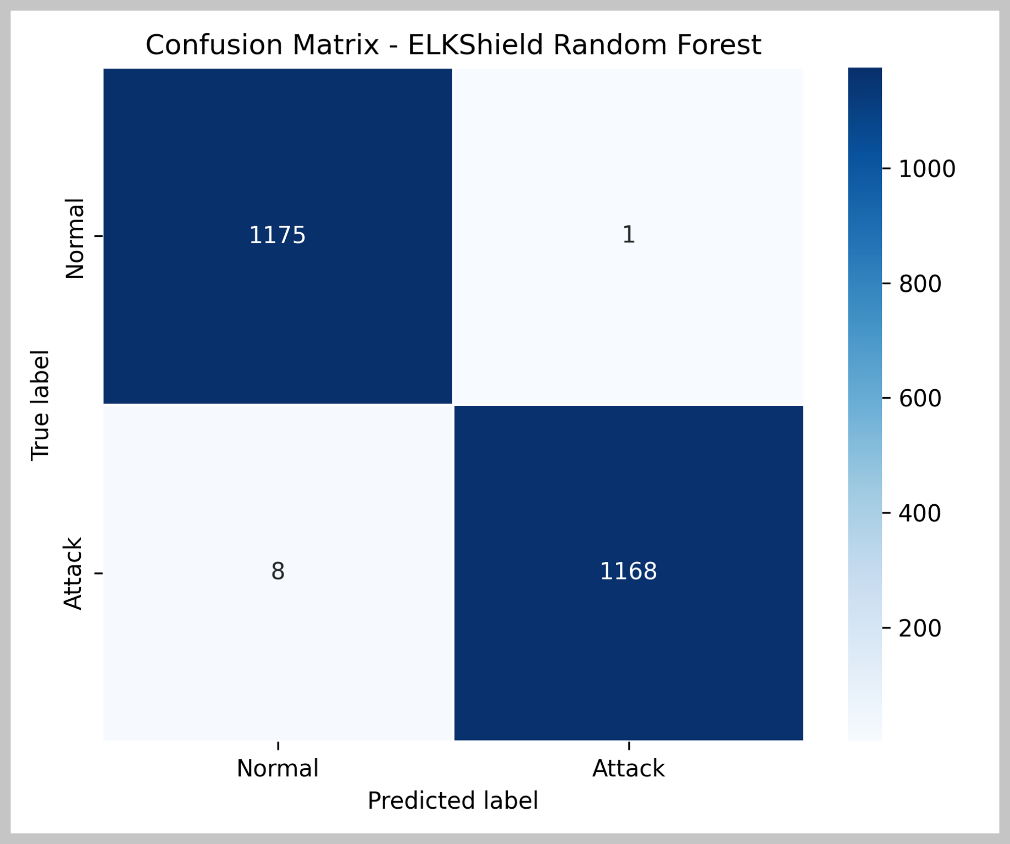 Confusion Matrix - ELKShield Random Forest
True label
Normal
1175
1
Attack
8
1168
Normal
Attack
Predicted label
1000
800
600
400
200